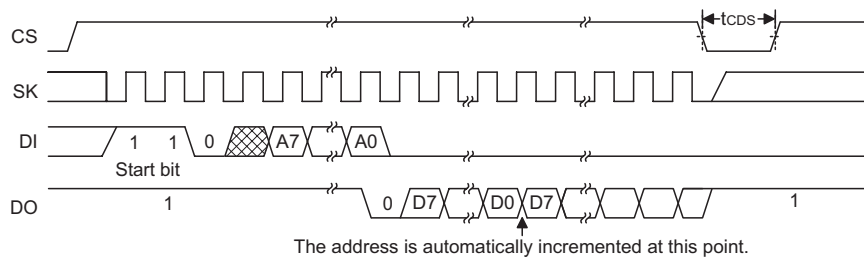 CS tCDS
SK
DI 1 1 0 A7 A0
Start bit
DO 1 0 D7 D0 D7 1
The address is automatically incremented at this point.